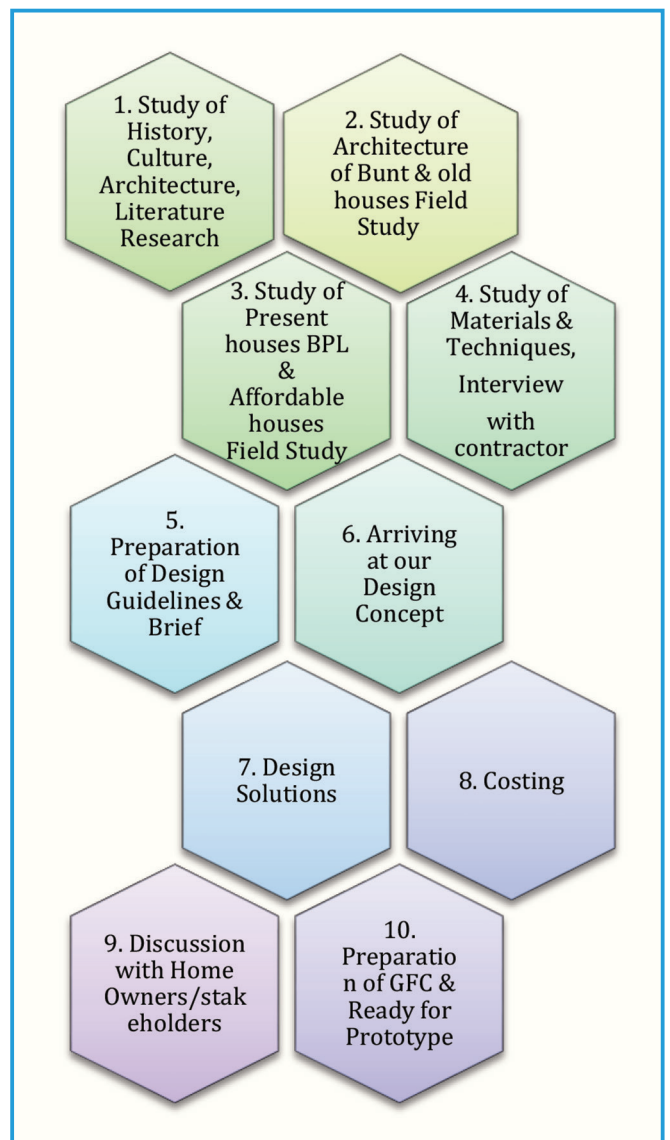 1. Study of
History,
Culture,
Architecture,
Literature
Research
2. Study of
Architecture
of Bunt & old
houses Field
Study
3. Study of
Present
houses BPL
&
Affordable
houses
Field Study
4. Study of
Materials &
Techniques,
Interview
with
contractor
5.
Preparation
of Design
Guidelines &
Brief
6. Arriving
at our
Design
Concept
7. Design
Solutions
8. Costing
9. Discussion
with Home
Owners/stak
eholders
10.
Preparatio
n of GFC &
Ready for
Prototype